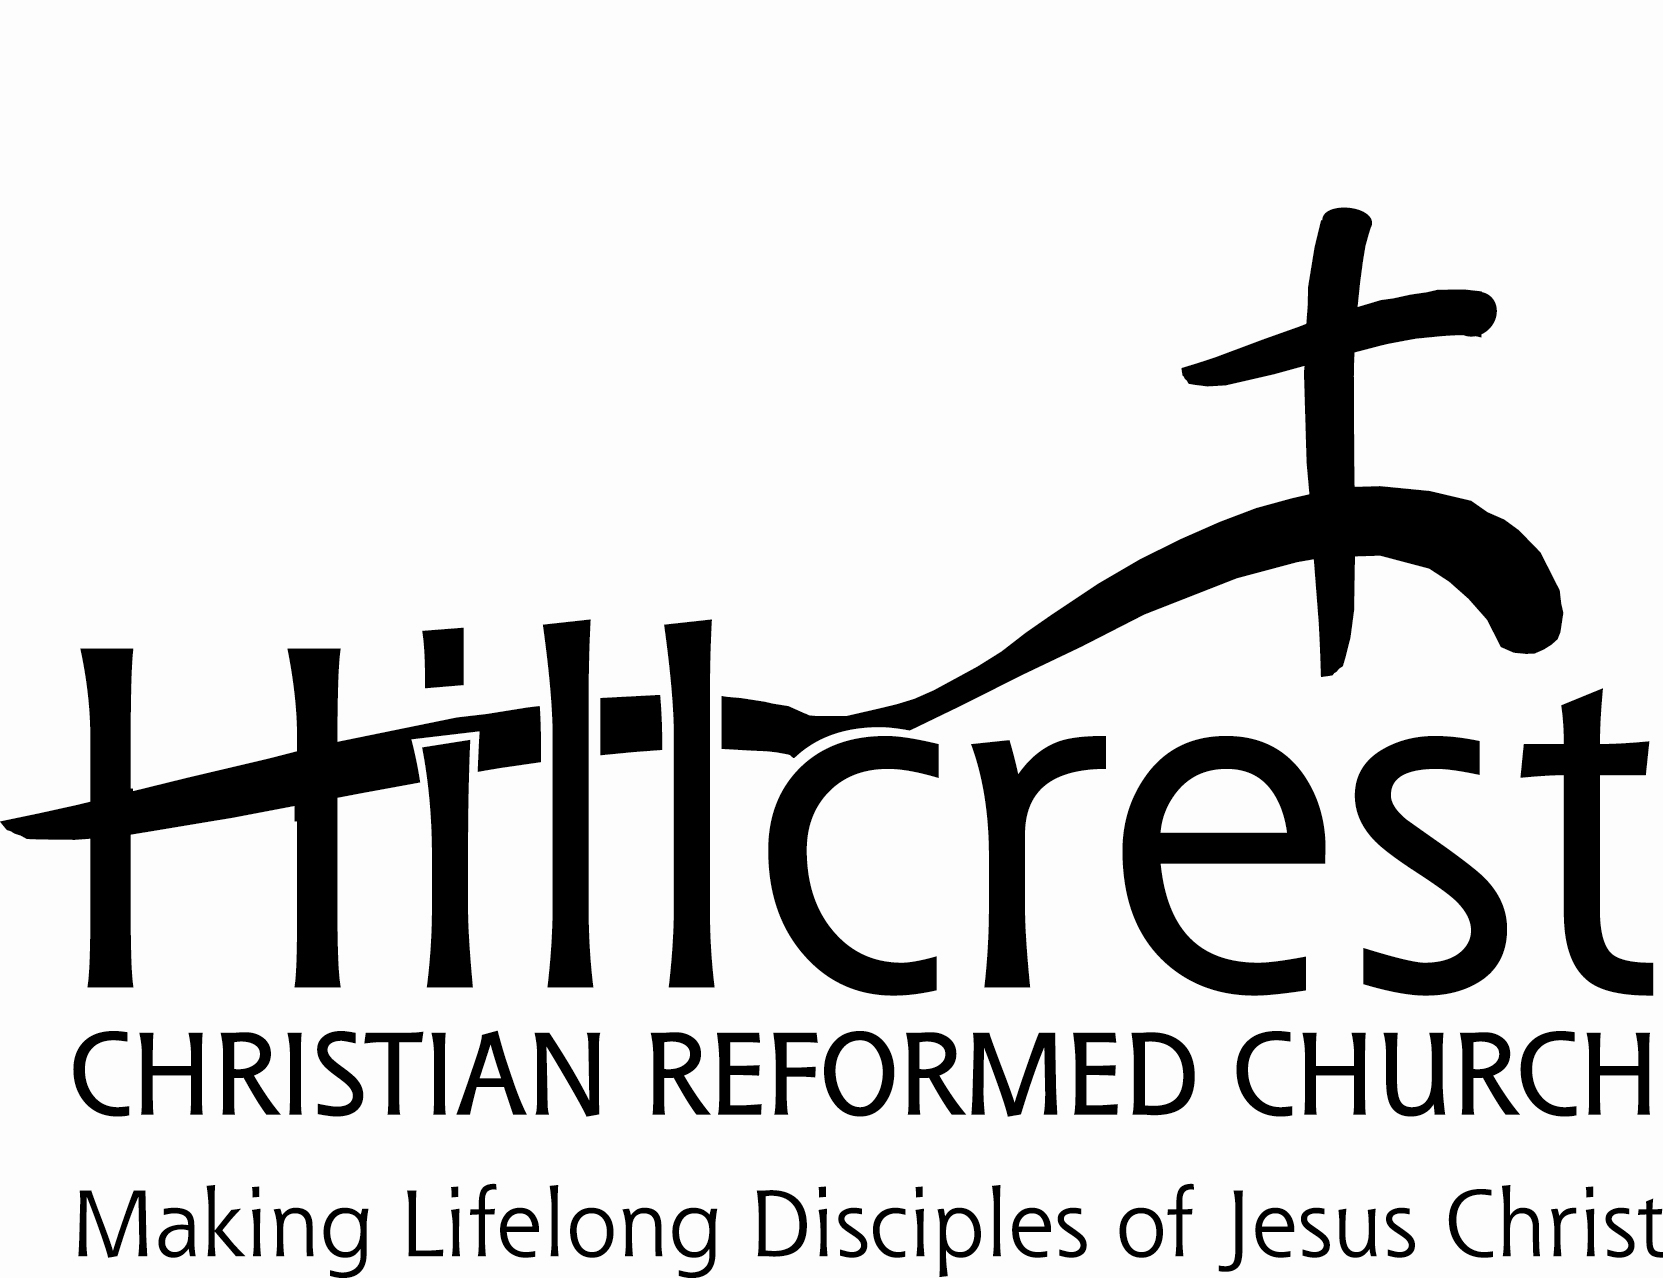 Hillcrest
CHRISTIAN REFORMED CHURCH
Making Lifelong Disciples of Jesus Christ